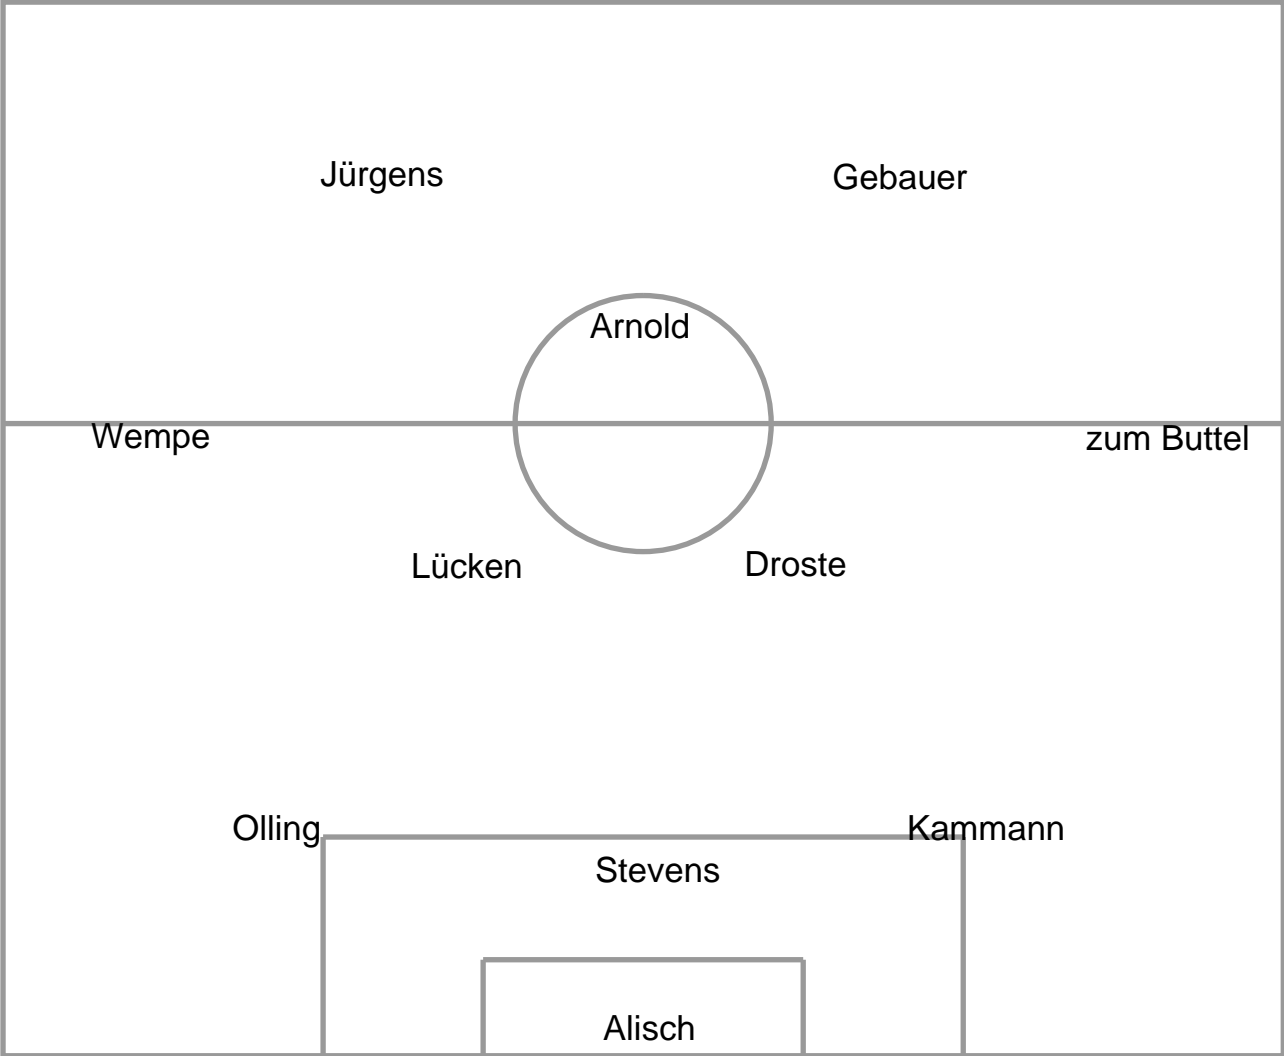 Jürgens
Gebauer
Arnold
Wempe
zum Buttel
Lücken
Droste
Olling
Kammann
Stevens
Alisch